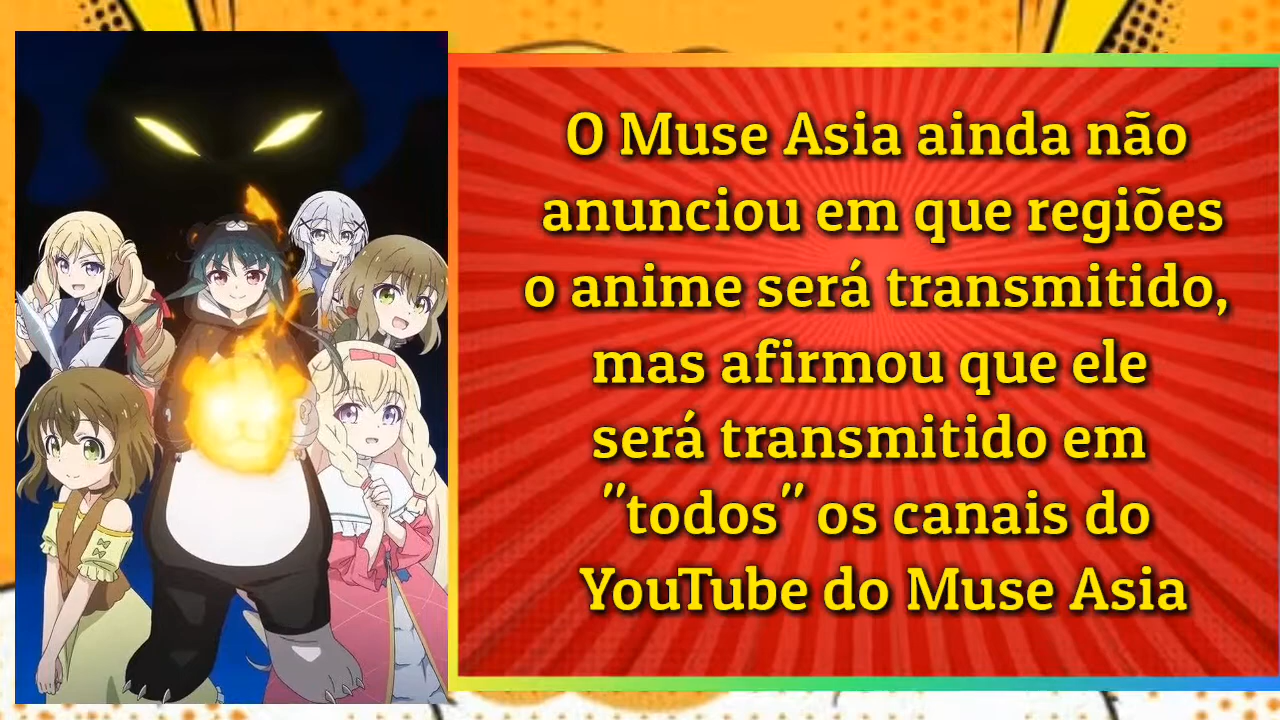 O Muse Asia ainda não
anunciou em que regiões
o anime será transmitido,
mas afirmou que ele
será transmitido em
"todos" os canais do
YouTube do Muse Asia